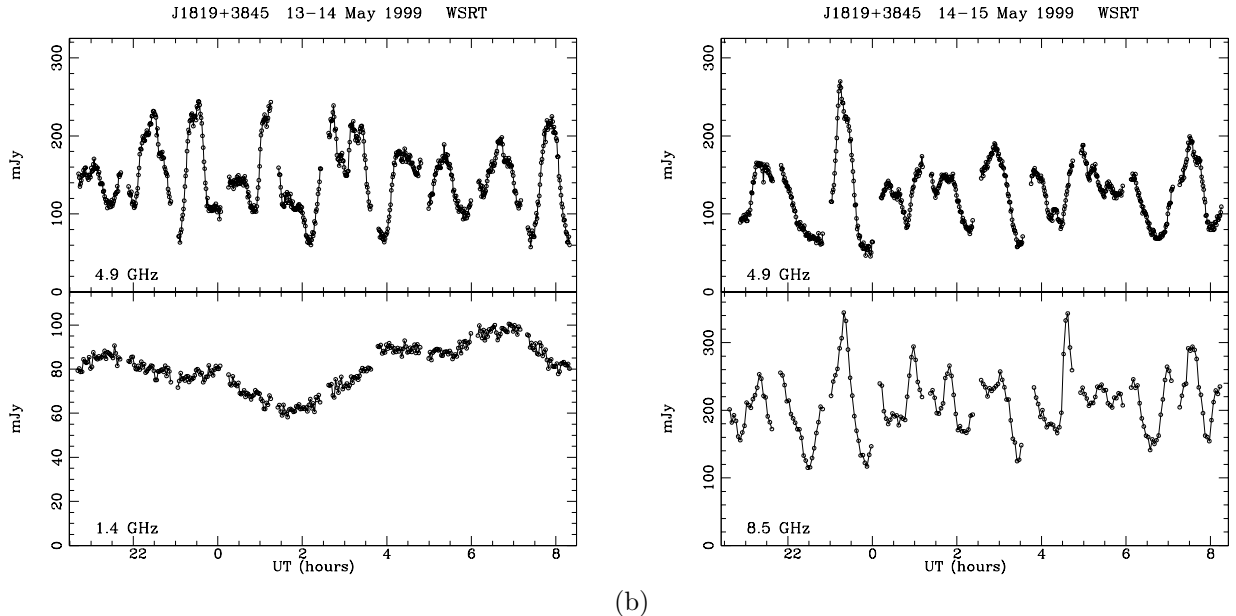 J1819+3845 13-14 May 1999 WSRT
300
200
mJy
100
0
4.9 GHz
100
80
60
mJy
40
20
0
1.4 GHz
22 0 2 4 6 8
UT (hours)
J1819+3845 14-15 May 1999 WSRT
300
200
mJy
100
0
4.9 GHz
300
200
mJy
100
0
8.5 GHz
22 0 2 4 6 8
UT (hours)
(b)